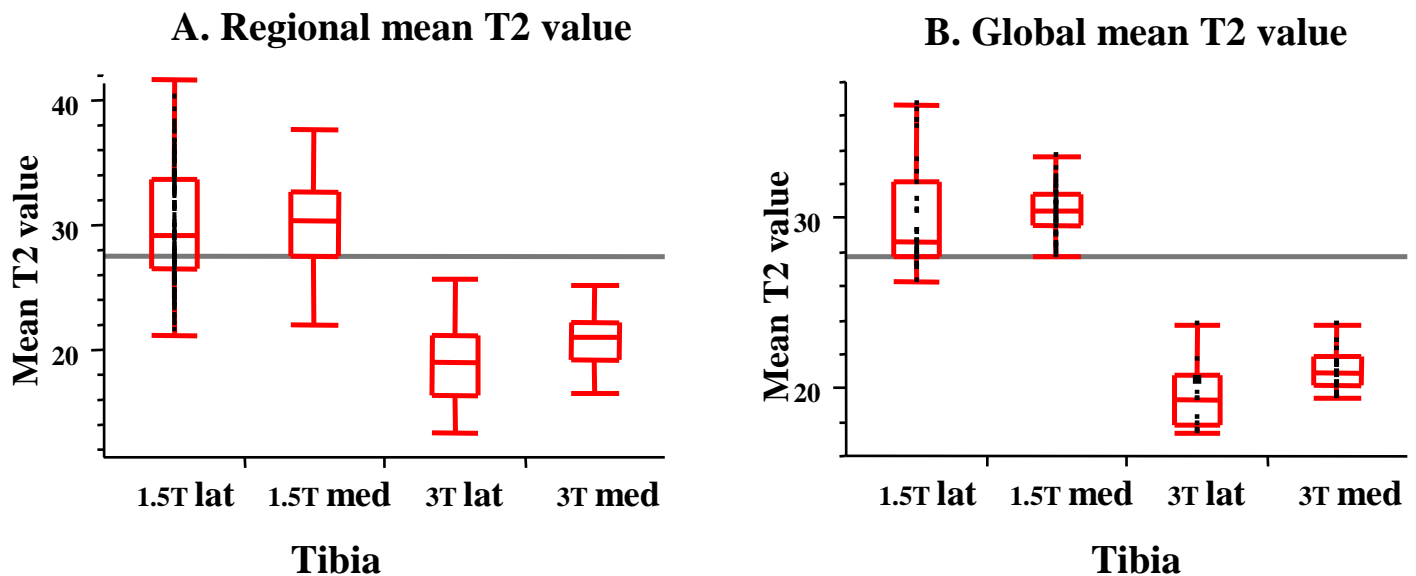 A. Regional mean T2 value
40
30
20
Mean T2 value
1.5T lat 1.5T med 3T lat 3T med
Tibia
B. Global mean T2 value
30
20
Mean T2 value
1.5T lat 1.5T med 3T lat 3T med
Tibia